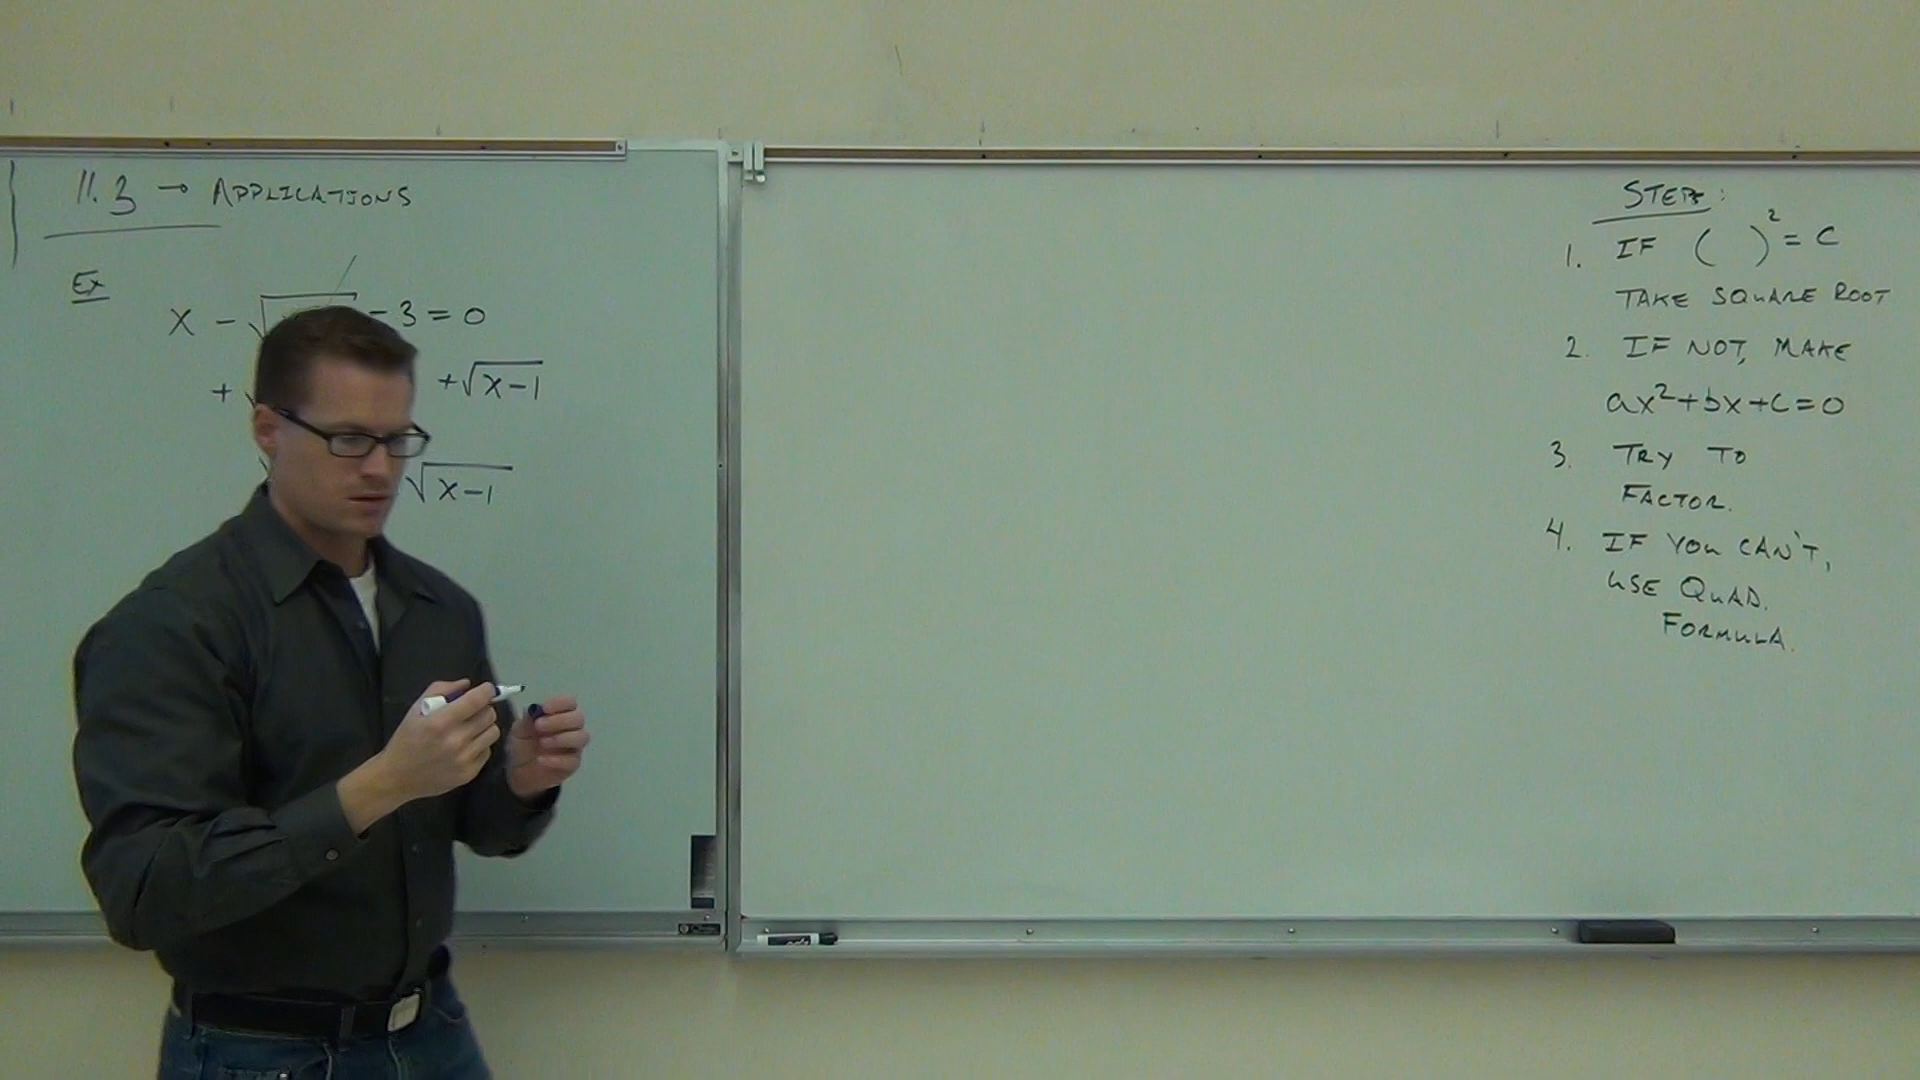 11.3 → APPLICATIONS
Ex
x - √ - 3 = 0
+ √ + √x-1
√x-1
STEPS:
1. IF ( )² = C
TAKE SQUARE ROOT
2. IF NOT, MAKE
ax²+bx+c=0
3. TRY TO
FACTOR.
4. IF YOU CAN'T,
USE QUAD.
FORMULA.